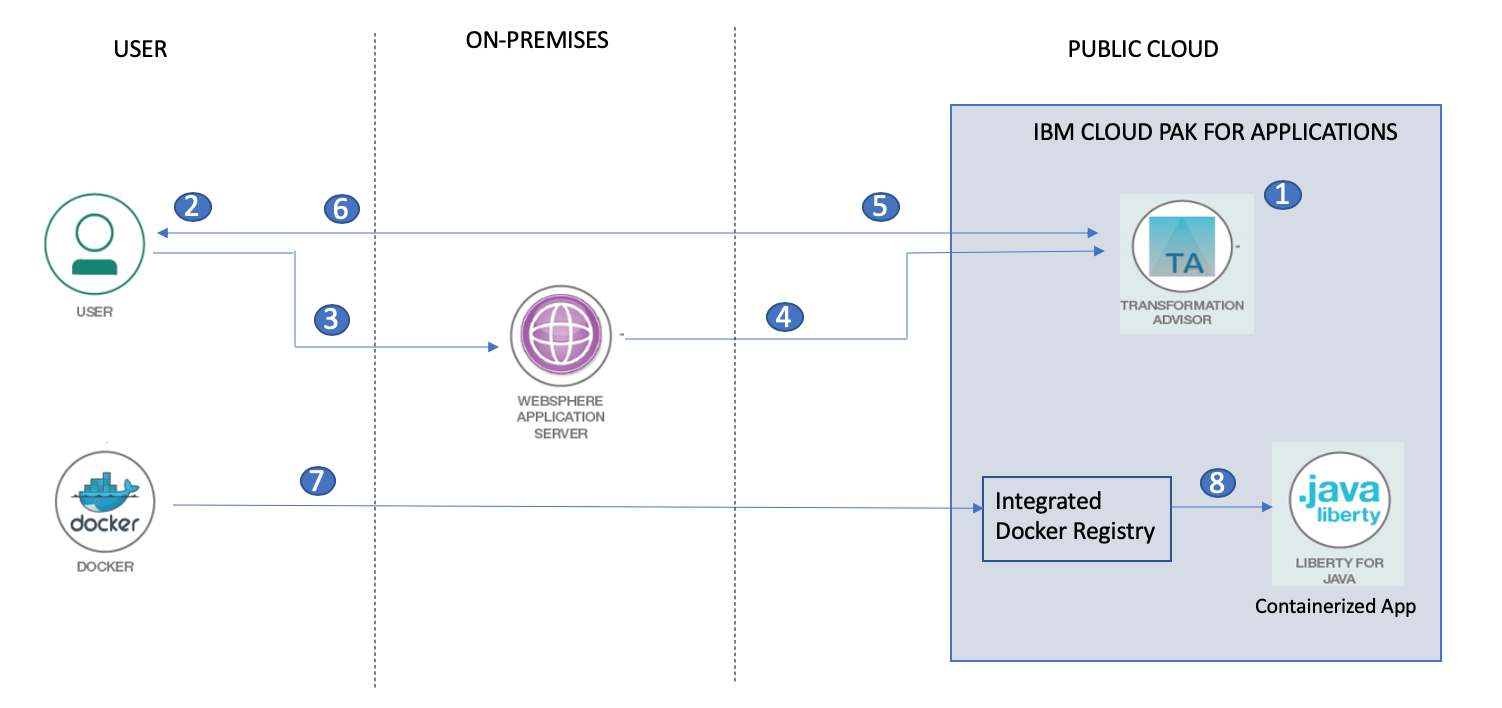 USER
ON-PREMISES
PUBLIC CLOUD
IBM CLOUD PAK FOR APPLICATIONS
2
6
5
1
TA
USER
TRANSFORMATION
ADVISOR
3
4
WEBSPHERE
APPLICATION
SERVER
7
8
docker
DOCKER
Integrated
Docker Registry
.java
liberty
LIBERTY FOR
JAVA
Containerized App